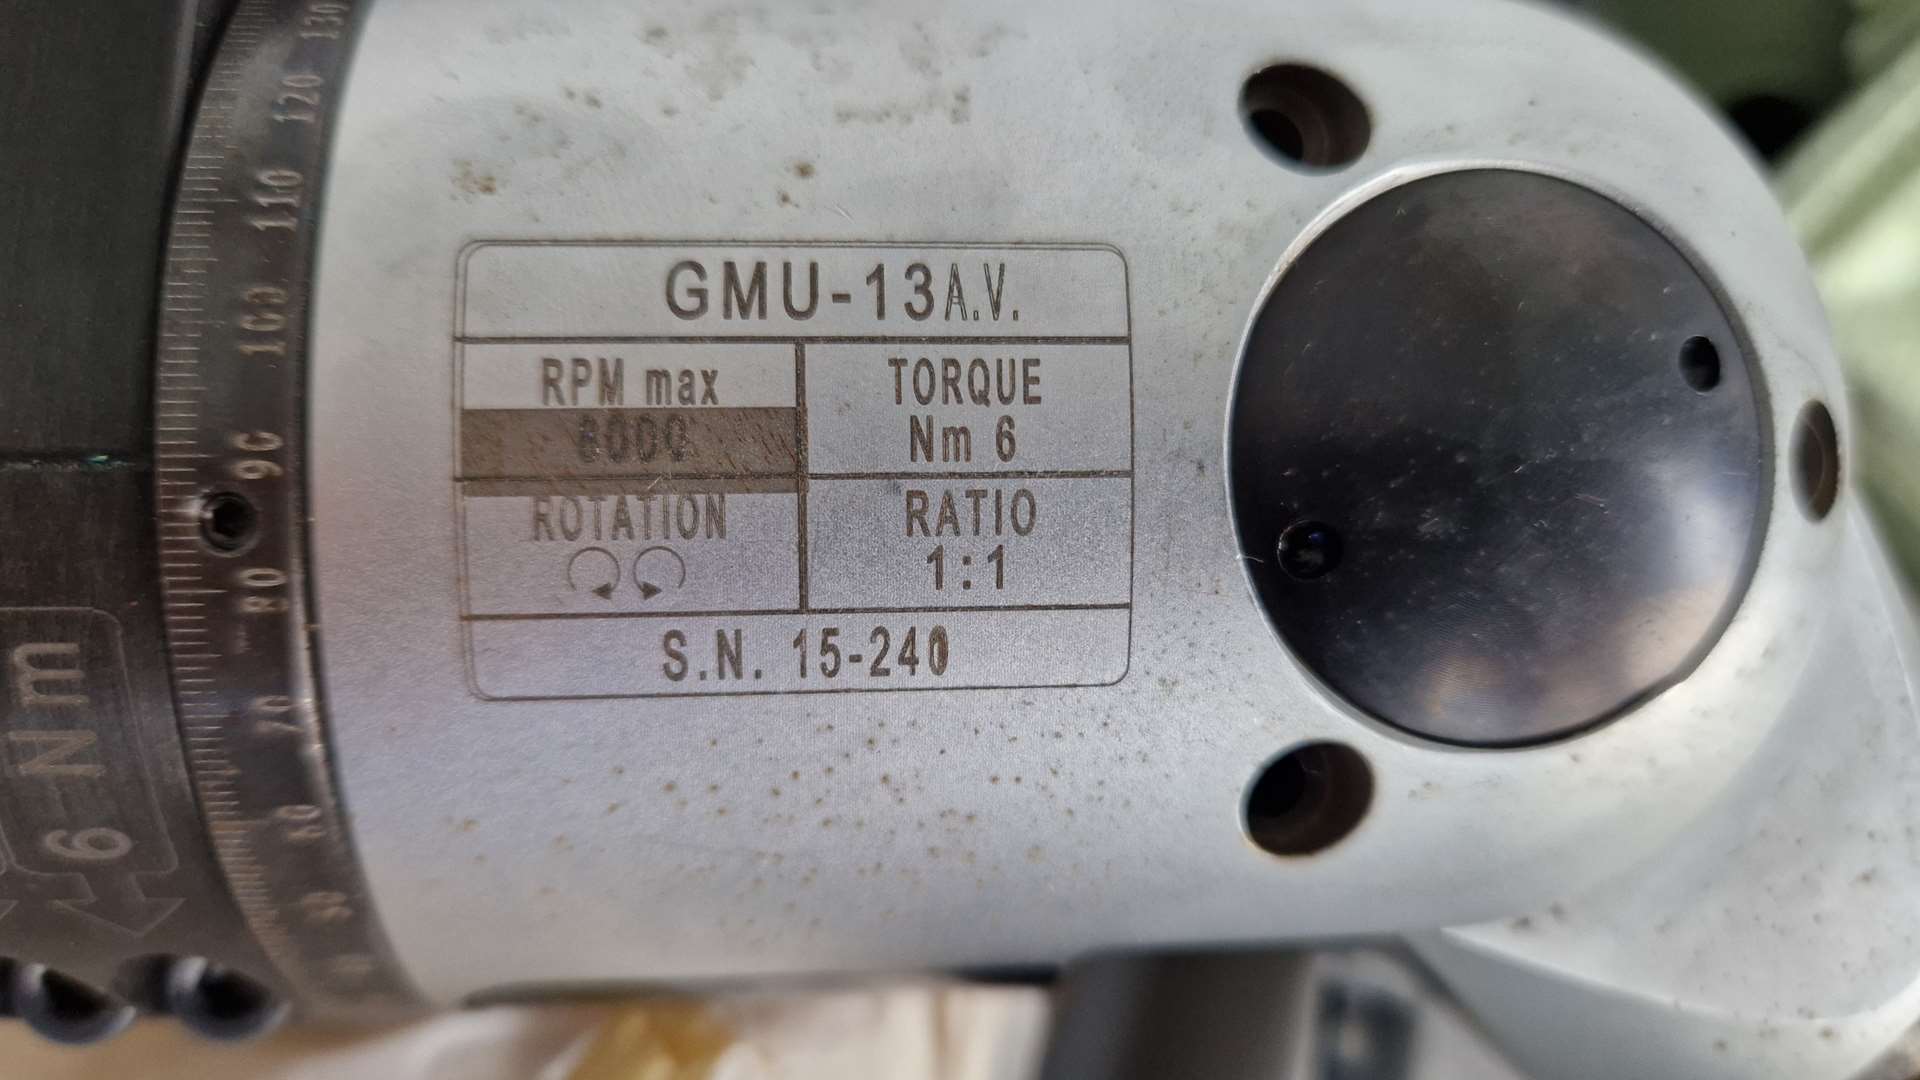 GMU-13A.V.
RPM max
8000
TORQUE
Nm 6
ROTATION
RATIO
1:1
S.N. 15-240
130
120
110
100
90
80
70
60
50
6 Nm